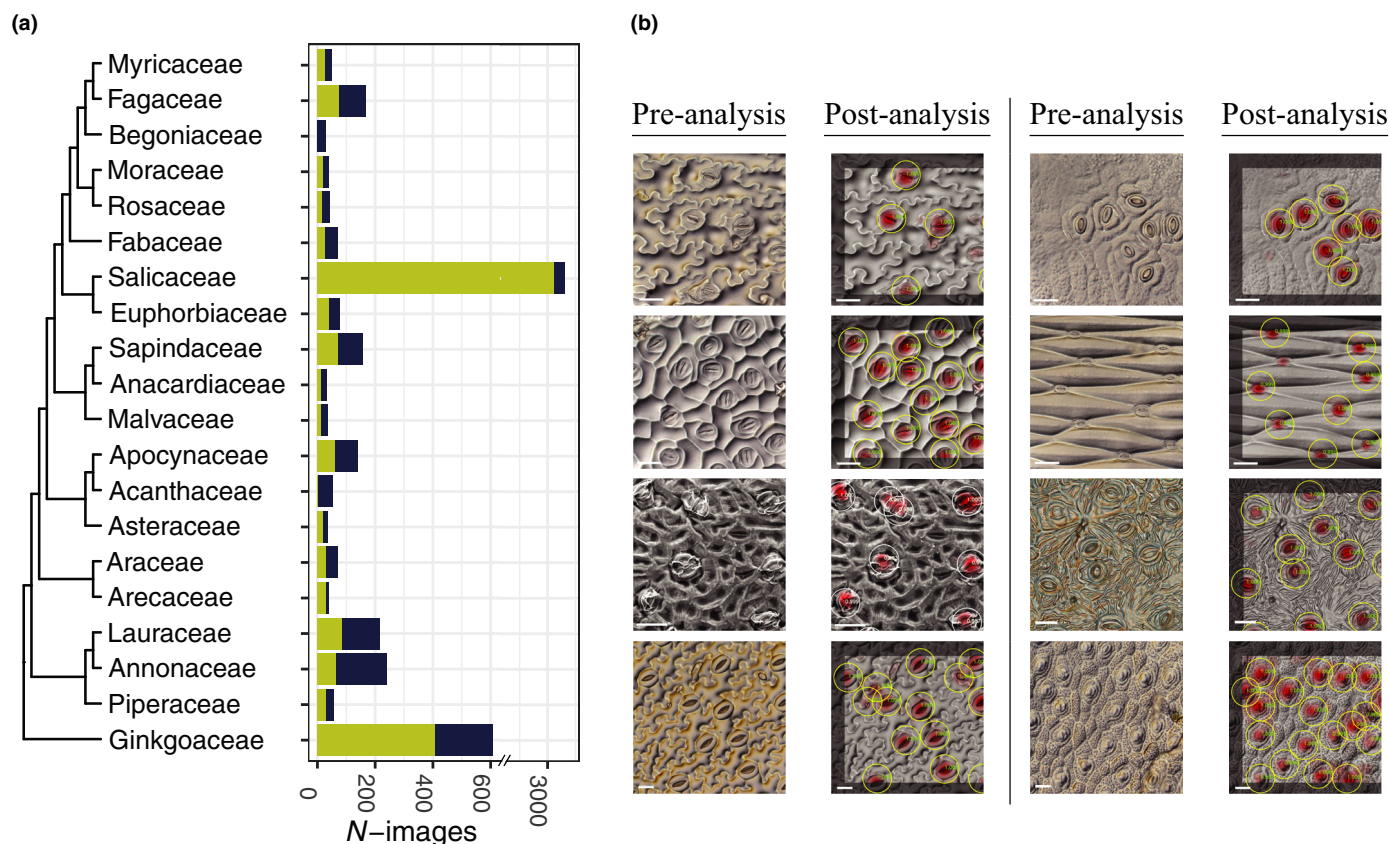 (a)
(b)
Myricaceae
Fagaceae
Begoniaceae
Moraceae
Rosaceae
Fabaceae
Salicaceae
Euphorbiaceae
Sapindaceae
Anacardiaceae
Malvaceae
Apocynaceae
Acanthaceae
Asteraceae
Araceae
Arecaceae
Lauraceae
Annonaceae
Piperaceae
Ginkgoaceae
0
200
400
600
3000
N-images
Pre-analysis
Post-analysis
Pre-analysis
Post-analysis